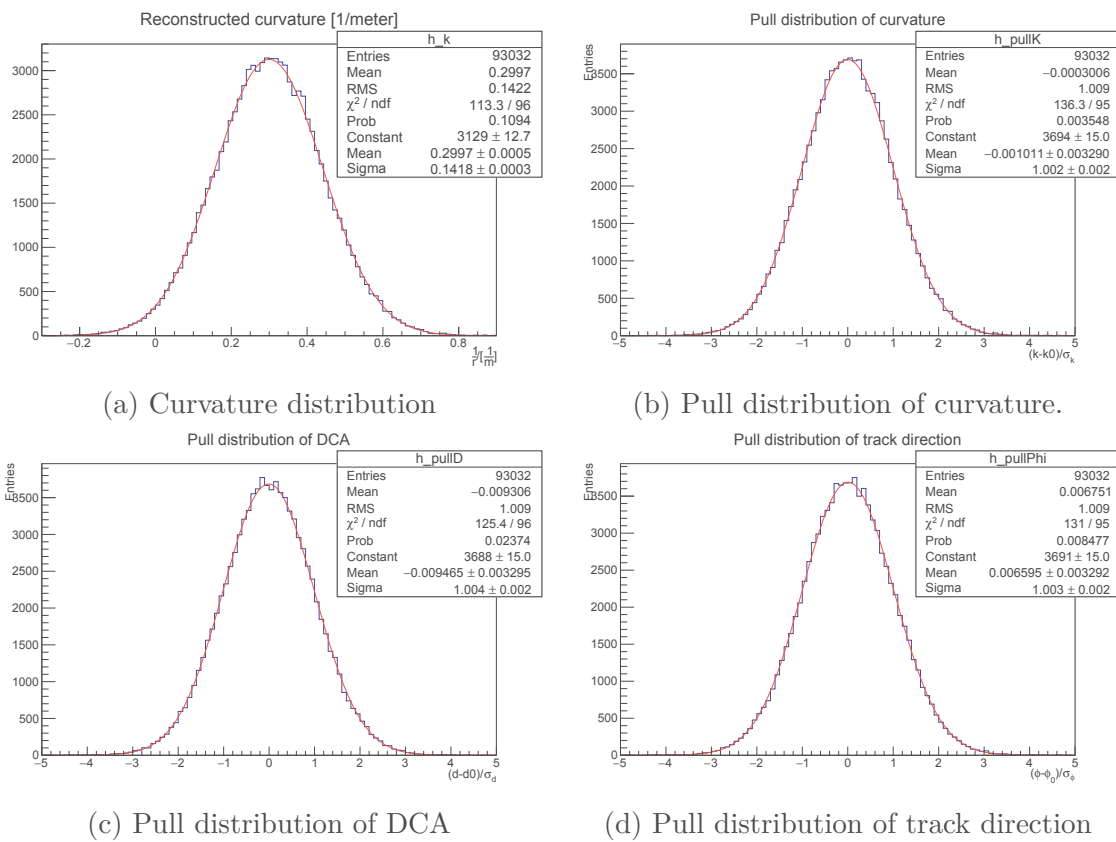 Reconstructed curvature [1/meter]
h_k
Entries 93032
Mean 0.2997
RMS 0.1422
χ² / ndf 113.3 / 96
Prob 0.1094
Constant 3129 ± 12.7
Mean 0.2997 ± 0.0005
Sigma 0.1418 ± 0.0003
3000
2500
2000
1500
1000
500
0
−0.2 0 0.2 0.4 0.6 0.8
1/r [1/m]
(a) Curvature distribution
Pull distribution of curvature
Entries
h_pullK
Entries 93032
Mean −0.0003006
RMS 1.009
χ² / ndf 136.3 / 95
Prob 0.003548
Constant 3694 ± 15.0
Mean −0.001011 ± 0.003290
Sigma 1.002 ± 0.002
3500
3000
2500
2000
1500
1000
500
0
−5 −4 −3 −2 −1 0 1 2 3 4 5
(k-k0)/σk
(b) Pull distribution of curvature.
Pull distribution of DCA
Entries
h_pullD
Entries 93032
Mean −0.009306
RMS 1.009
χ² / ndf 125.4 / 96
Prob 0.02374
Constant 3688 ± 15.0
Mean −0.009465 ± 0.003295
Sigma 1.004 ± 0.002
3500
3000
2500
2000
1500
1000
500
0
−5 −4 −3 −2 −1 0 1 2 3 4 5
(d-d0)/σd
(c) Pull distribution of DCA
Pull distribution of track direction
Entries
h_pullPhi
Entries 93032
Mean 0.006751
RMS 1.009
χ² / ndf 131 / 95
Prob 0.008477
Constant 3691 ± 15.0
Mean 0.006595 ± 0.003292
Sigma 1.003 ± 0.002
3500
3000
2500
2000
1500
1000
500
0
−5 −4 −3 −2 −1 0 1 2 3 4 5
(ϕ-ϕ0)/σϕ
(d) Pull distribution of track direction